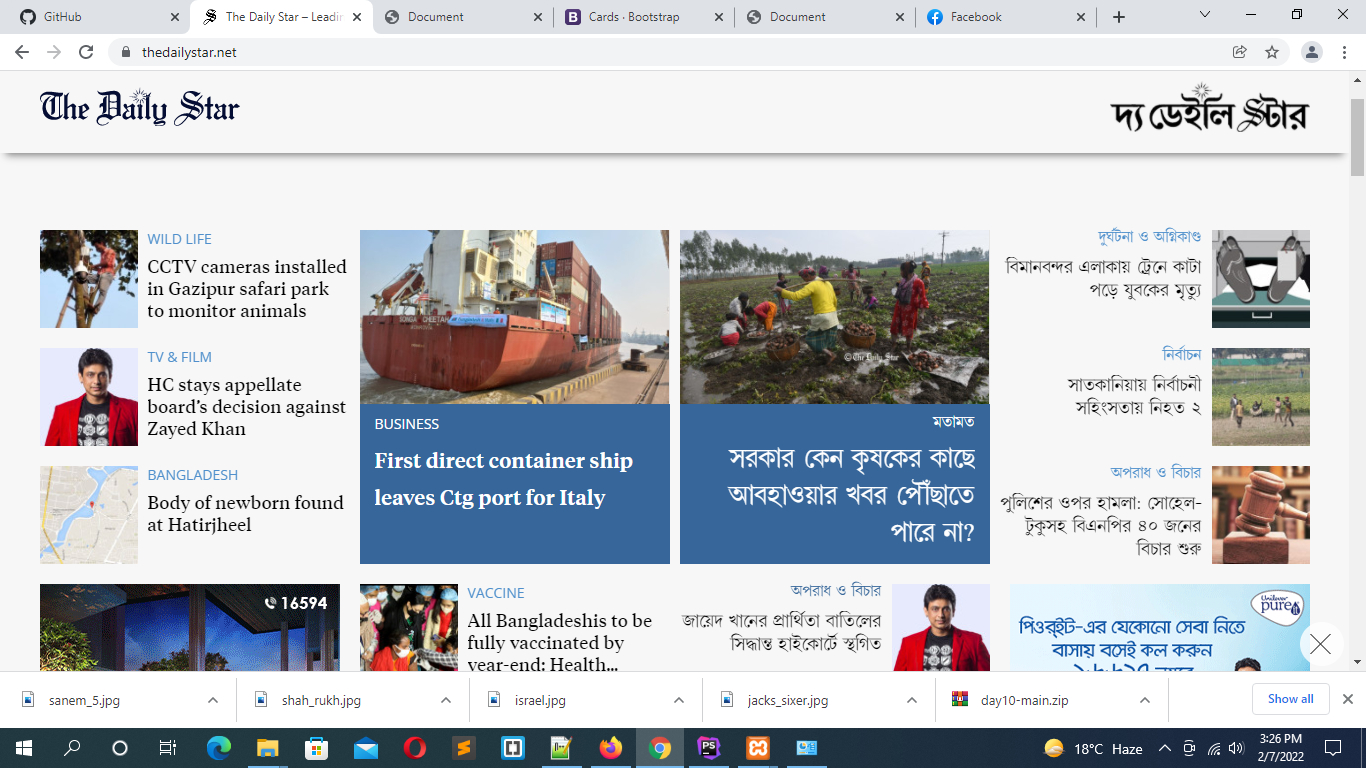 GitHub
The Daily Star – Leadin
Document
Cards · Bootstrap
Document
Facebook
thedailystar.net
The Daily Star
দ্য ডেইলি স্টার
WILD LIFE
CCTV cameras installed
in Gazipur safari park
to monitor animals
TV & FILM
HC stays appellate
board's decision against
Zayed Khan
BANGLADESH
Body of newborn found
at Hatirjheel
SONGA CHEETAH
BUSINESS
First direct container ship
leaves Ctg port for Italy
© The Daily Star
মতামত
সরকার কেন কৃষকের কাছে
আবহাওয়ার খবর পৌঁছাতে
পারে না?
দুর্ঘটনা ও অগ্নিকাণ্ড
বিমানবন্দর এলাকায় ট্রেনে কাটা
পড়ে যুবকের মৃত্যু
নির্বাচন
সাতকানিয়ায় নির্বাচনী
সহিংসতায় নিহত ২
অপরাধ ও বিচার
পুলিশের ওপর হামলা: সোহেল-
টুকুসহ বিএনপির ৪০ জনের
বিচার শুরু
16594
VACCINE
All Bangladeshis to be
fully vaccinated by
year-end: Health...
অপরাধ ও বিচার
জায়েদ খানের প্রার্থিতা বাতিলের
সিদ্ধান্ত হাইকোর্টে স্থগিত
Unilever
pureit
পিওরইট-এর যেকোনো সেবা নিতে
বাসায় বসেই কল করুন
sanem_5.jpg
shah_rukh.jpg
israel.jpg
jacks_sixer.jpg
day10-main.zip
Show all
18°C Haze
3:26 PM
2/7/2022